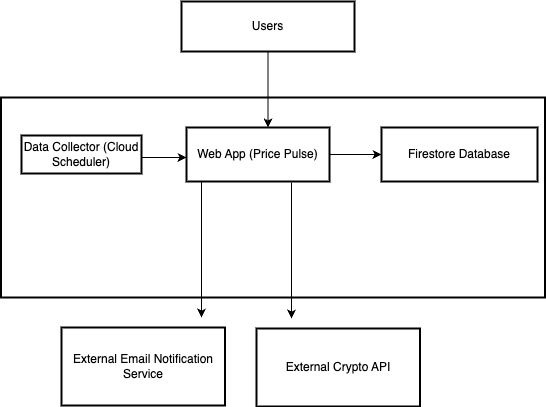 Users
Data Collector (Cloud
Scheduler)
Web App (Price Pulse)
Firestore Database
External Email Notification
Service
External Crypto API